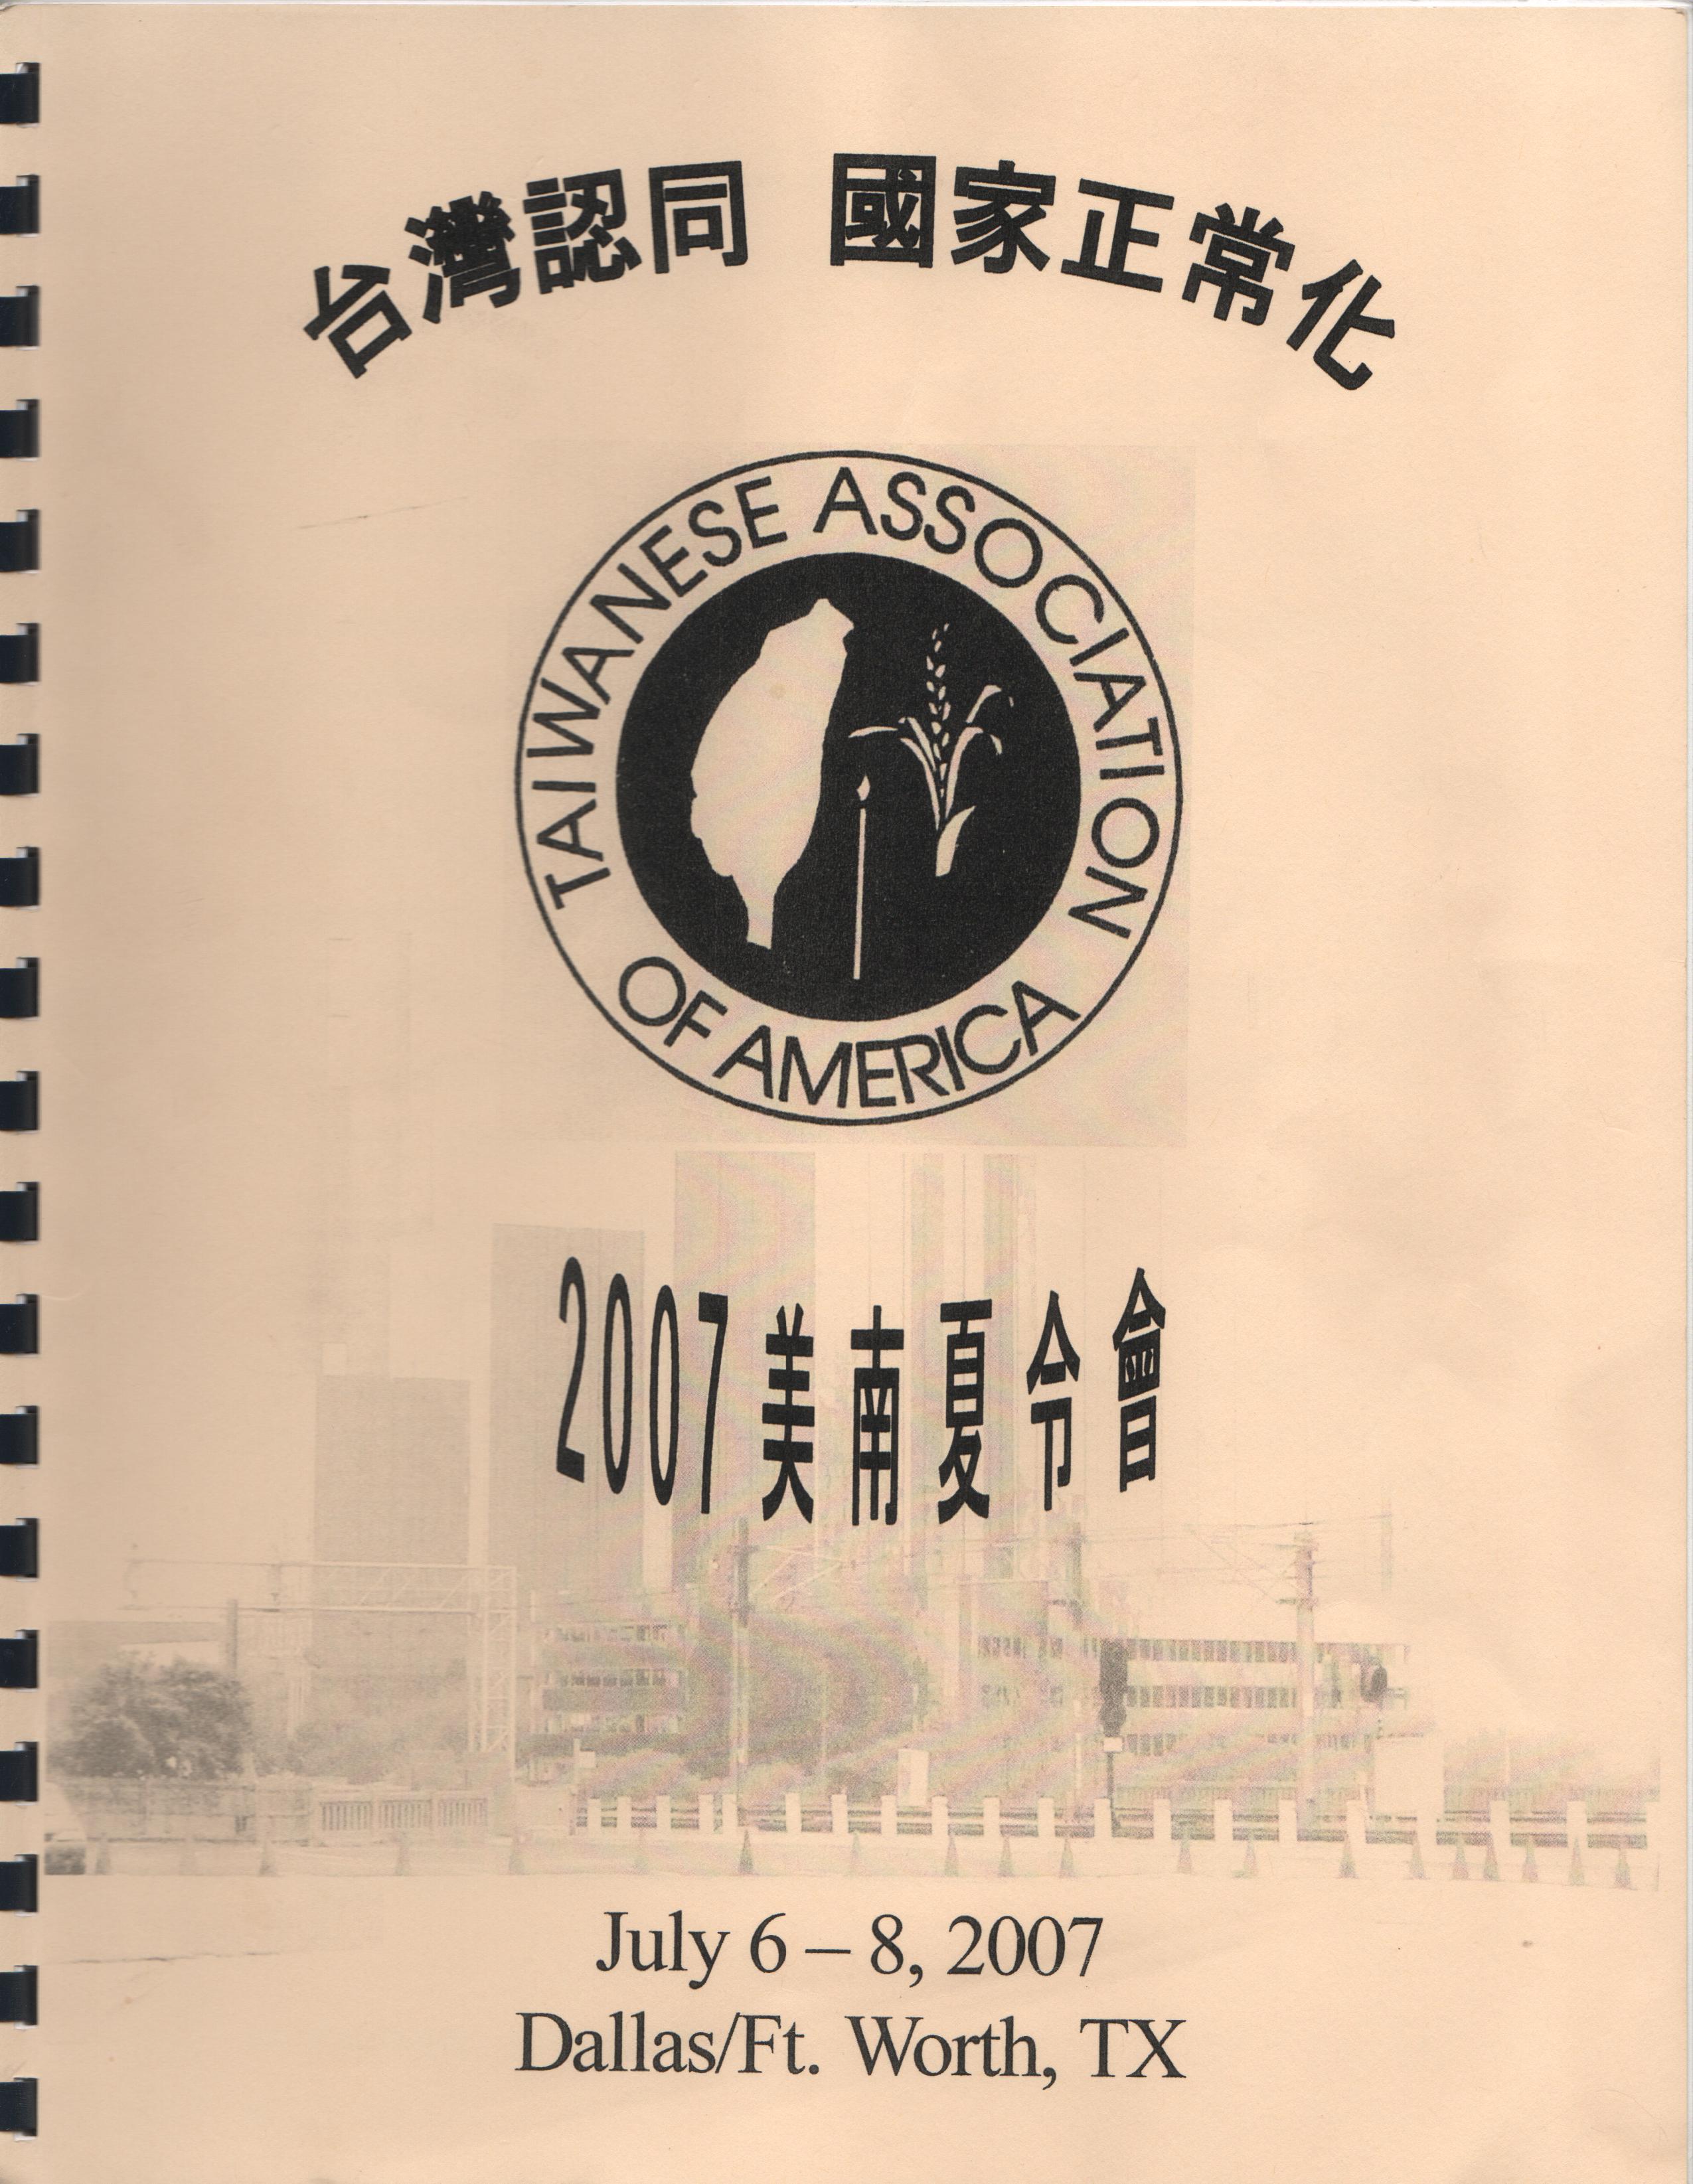 台灣認同 國家正常化
TAIWANESE ASSOCIATION
OF AMERICA
2007 美南夏令會
July 6 – 8, 2007
Dallas/Ft. Worth, TX